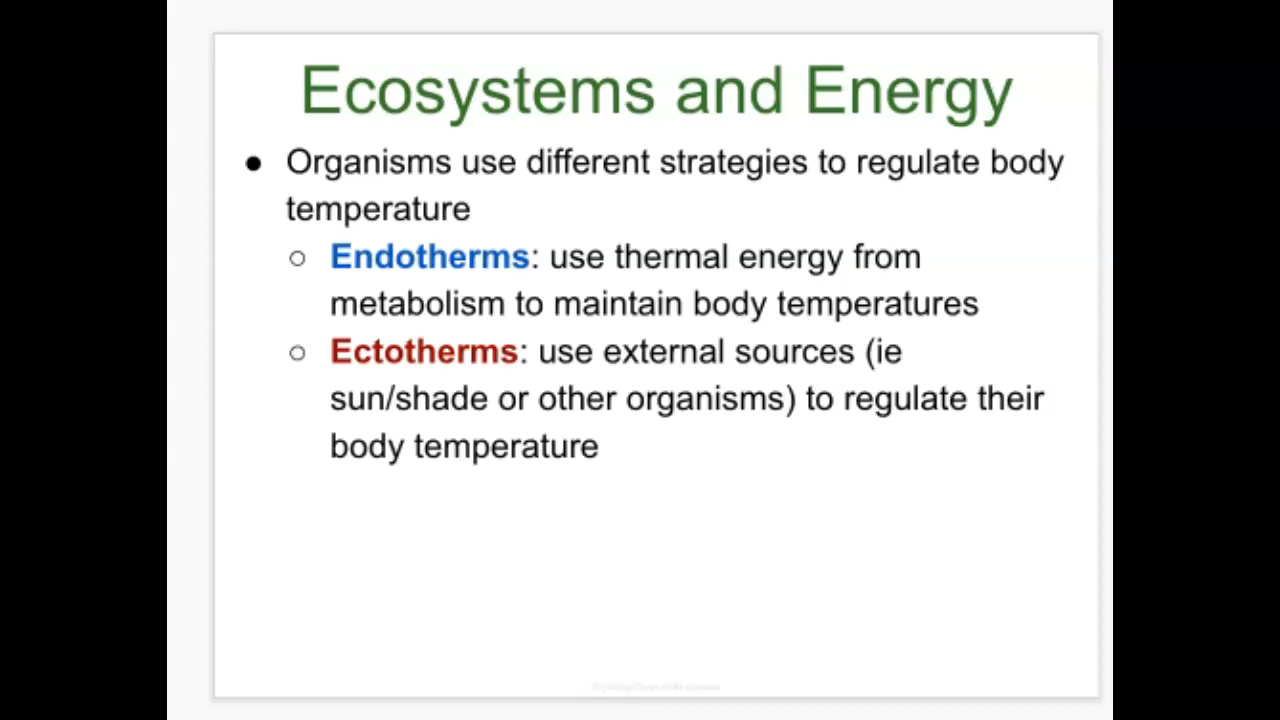 Ecosystems and Energy
● Organisms use different strategies to regulate body
temperature
○ Endotherms: use thermal energy from
metabolism to maintain body temperatures
○ Ectotherms: use external sources (ie
sun/shade or other organisms) to regulate their
body temperature